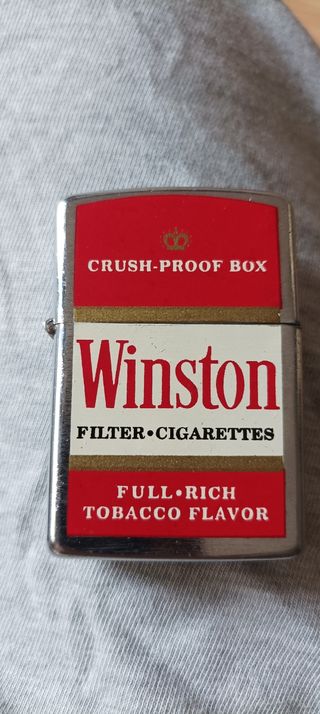 CRUSH-PROOF BOX
Winston
FILTER•CIGARETTES
FULL•RICH
TOBACCO FLAVOR